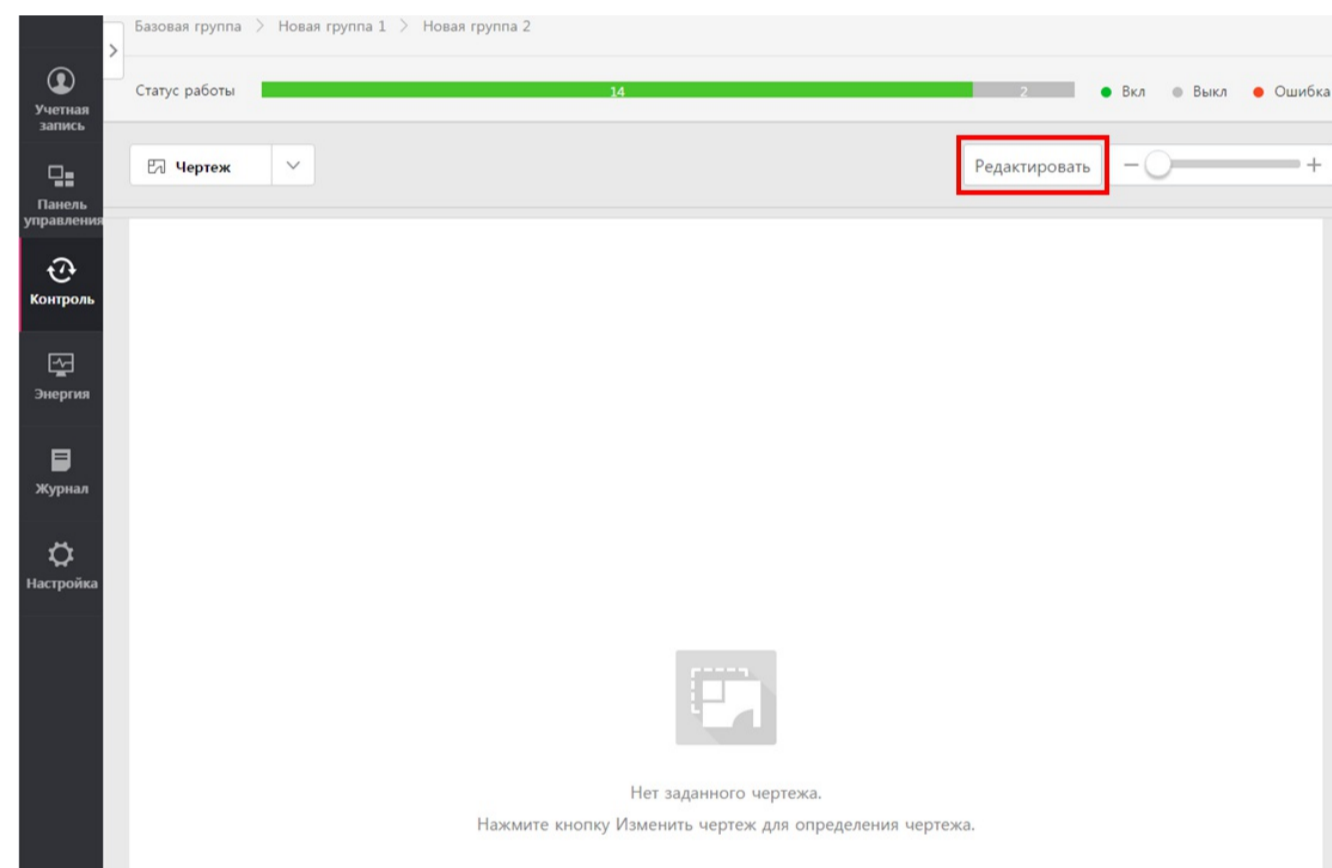 Базовая группа > Новая группа 1 > Новая группа 2
Статус работы 14 2 Вкл Выкл Ошибка
Учетная
запись
Чертеж Редактировать − +
Панель
управления
Контроль
Энергия
Журнал
Настройка
Нет заданного чертежа.
Нажмите кнопку Изменить чертеж для определения чертежа.